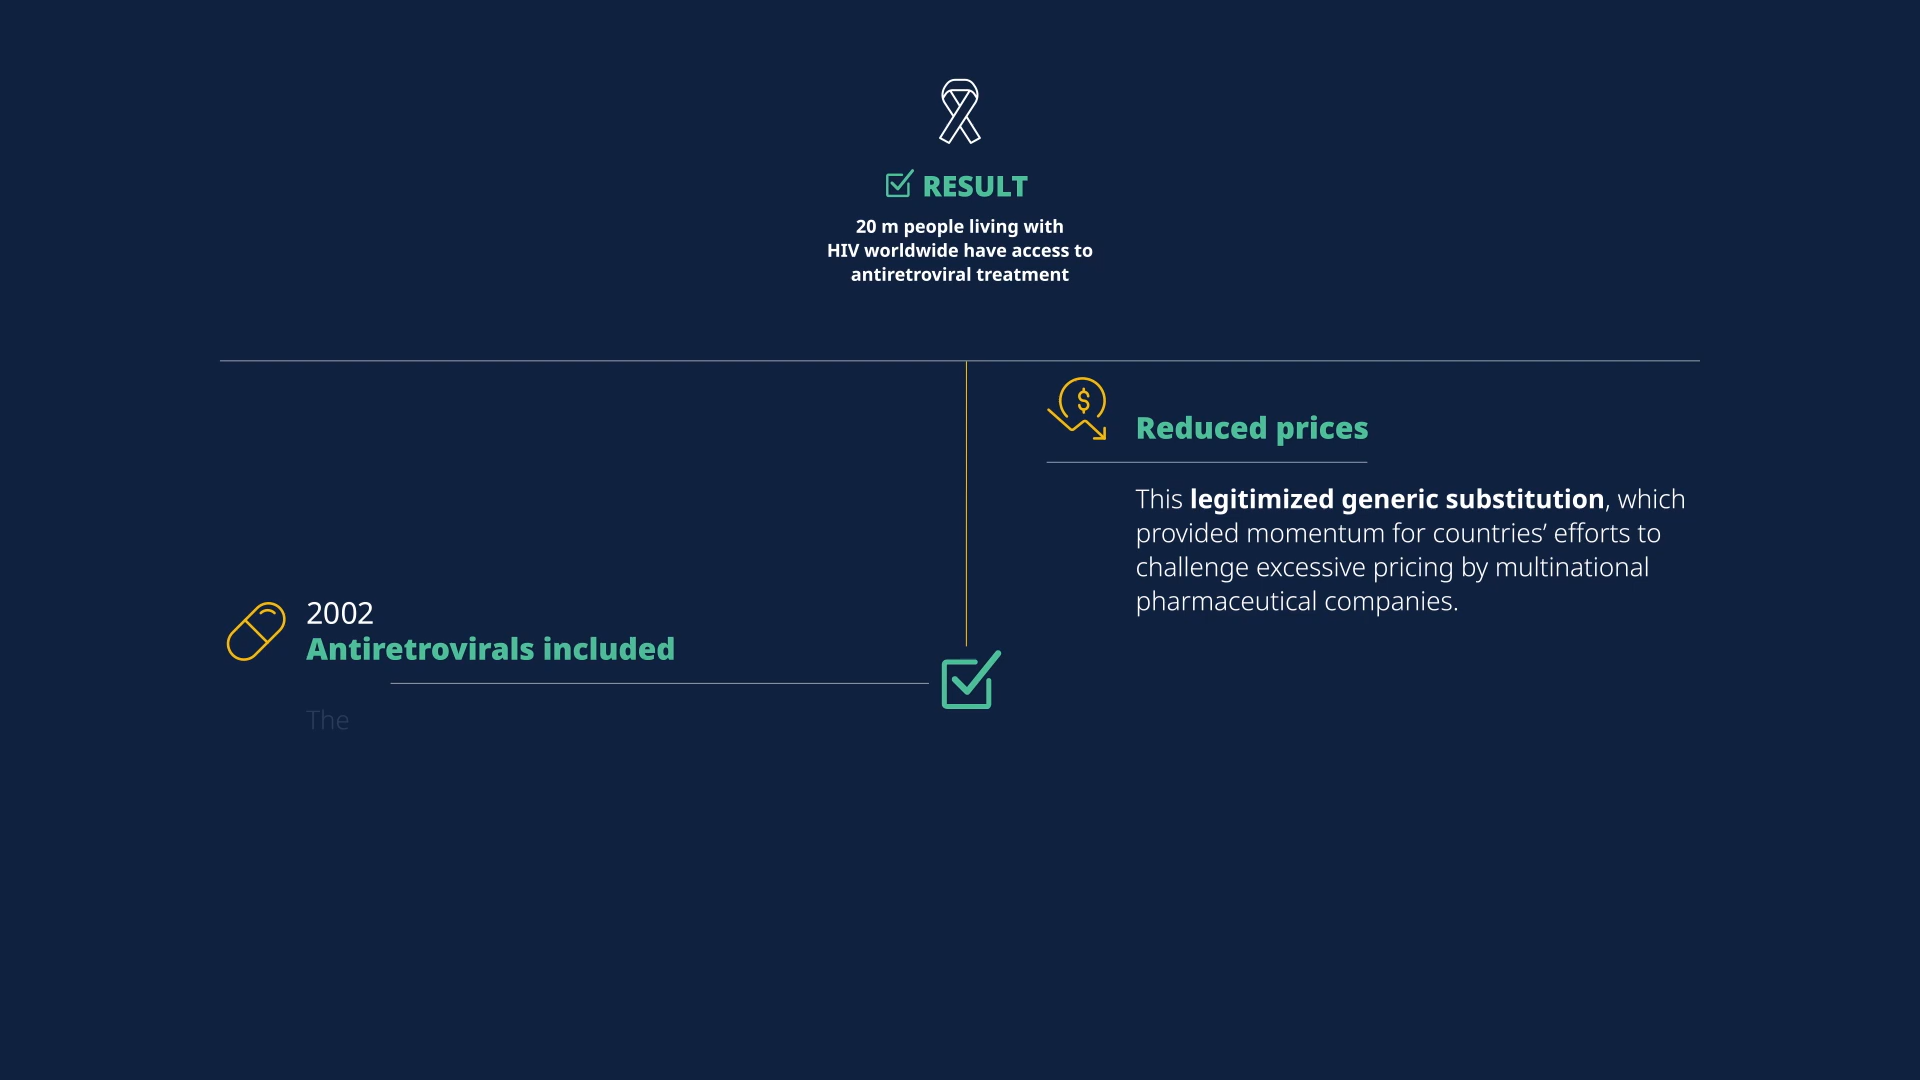 RESULT
20 m people living with
HIV worldwide have access to
antiretroviral treatment
Reduced prices
This legitimized generic substitution, which
provided momentum for countries’ efforts to
challenge excessive pricing by multinational
pharmaceutical companies.
2002
Antiretrovirals included
The